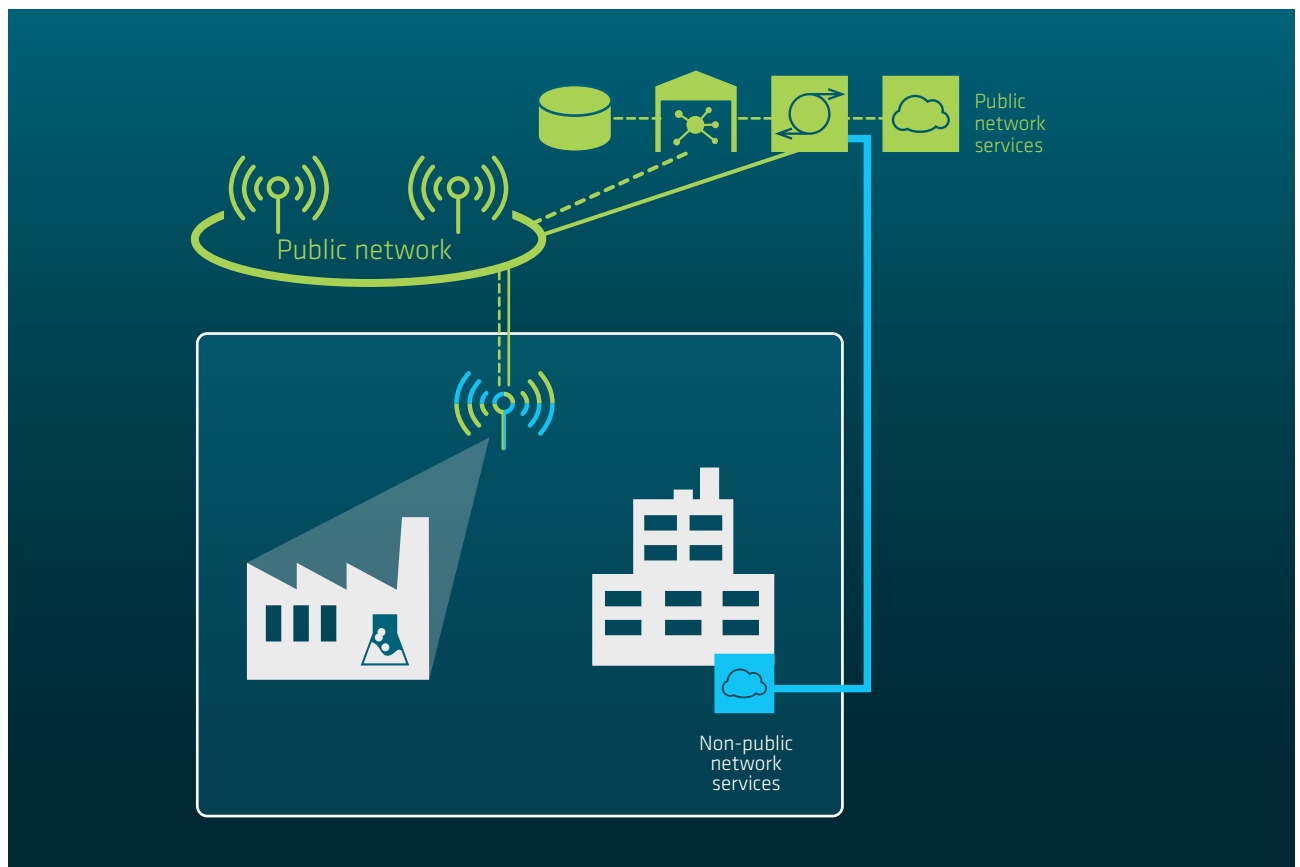 Public
network
services
Public network
Non-public
network
services